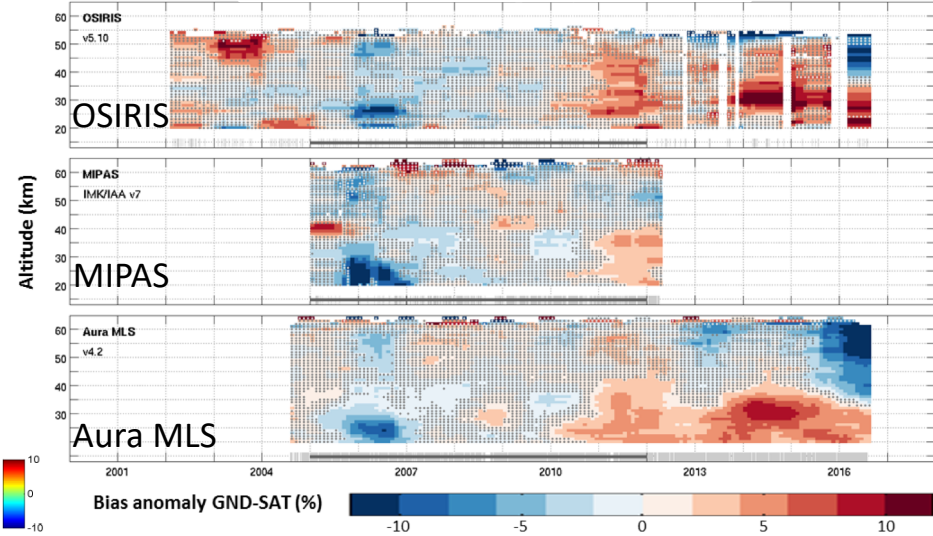 60
OSIRIS
v5.10
50
40
30
OSIRIS
20
60
MIPAS
IMK/IAA v7
50
40
30
MIPAS
20
Altitude (km)
60
Aura MLS
v4.2
50
40
30
Aura MLS
20
2001 2004 2007 2010 2013 2016
10
0
-10
Bias anomaly GND-SAT (%)
-10 -5 0 5 10